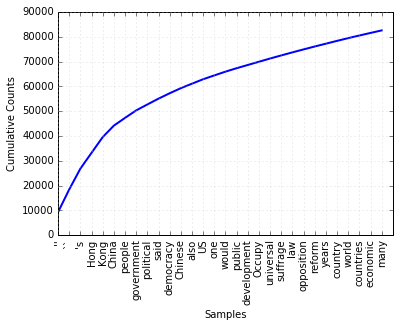 90000
80000
70000
60000
50000
40000
30000
20000
10000
0
Cumulative Counts
''
``
's
Hong
Kong
China
people
government
political
said
democracy
Chinese
also
US
one
would
public
development
Occupy
universal
suffrage
law
opposition
reform
years
country
world
countries
economic
many
Samples